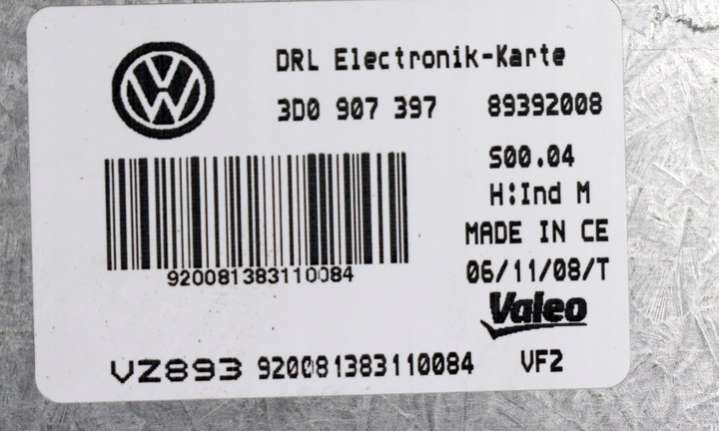 DRL Electronik-Karte
3D0 907 397 89392008
S00.04
H:Ind M
MADE IN CE
920081383110084 06/11/08/T
Valeo
VZ893 920081383110084 VF2